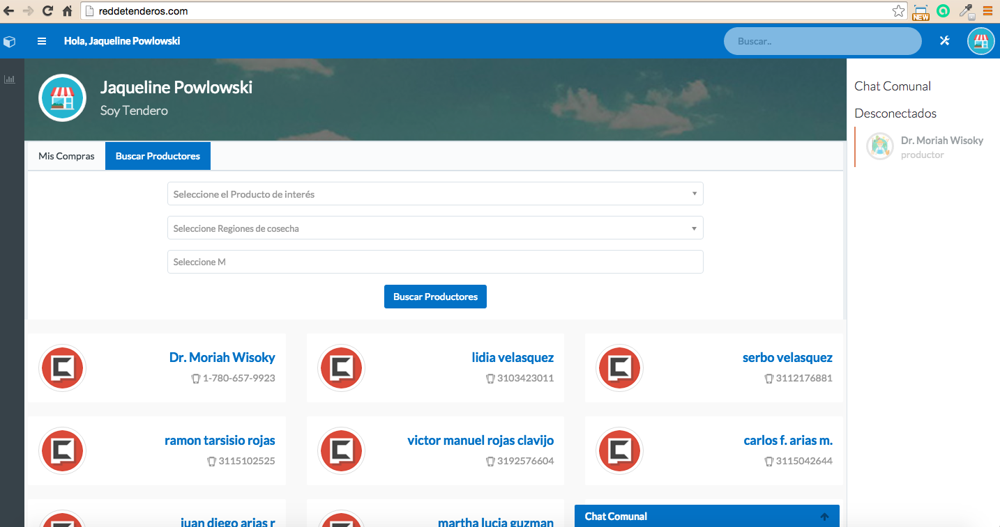 reddetenderos.com
NEW
Hola, Jaqueline Powlowski
Buscar..
Jaqueline Powlowski
Soy Tendero
Mis Compras
Buscar Productores
Seleccione el Producto de interés
Seleccione Regiones de cosecha
Seleccione M
Buscar Productores
Dr. Moriah Wisoky
1-780-657-9923
lidia velasquez
3103423011
serbo velasquez
3112176881
ramon tarsisio rojas
3115102525
victor manuel rojas clavijo
3192576604
carlos f. arias m.
3115042644
juan diego arias r
martha lucia guzman
Chat Comunal
Chat Comunal
Desconectados
Dr. Moriah Wisoky
productor